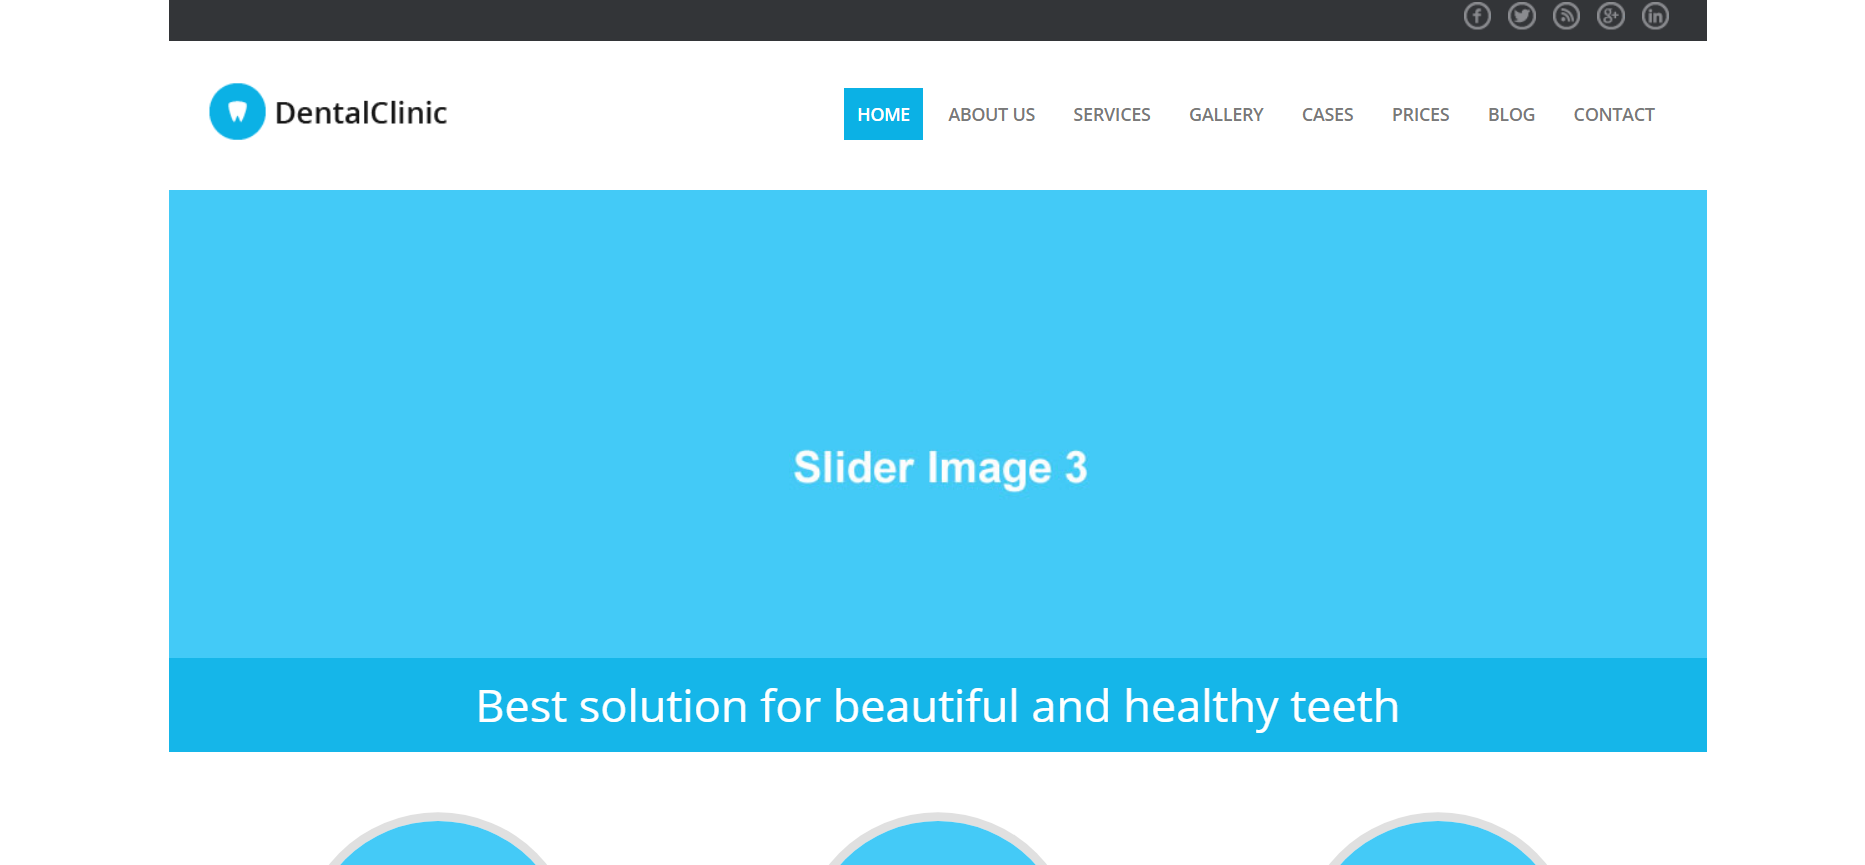 DentalClinic
HOME ABOUT US SERVICES GALLERY CASES PRICES BLOG CONTACT
Slider Image 3
Best solution for beautiful and healthy teeth